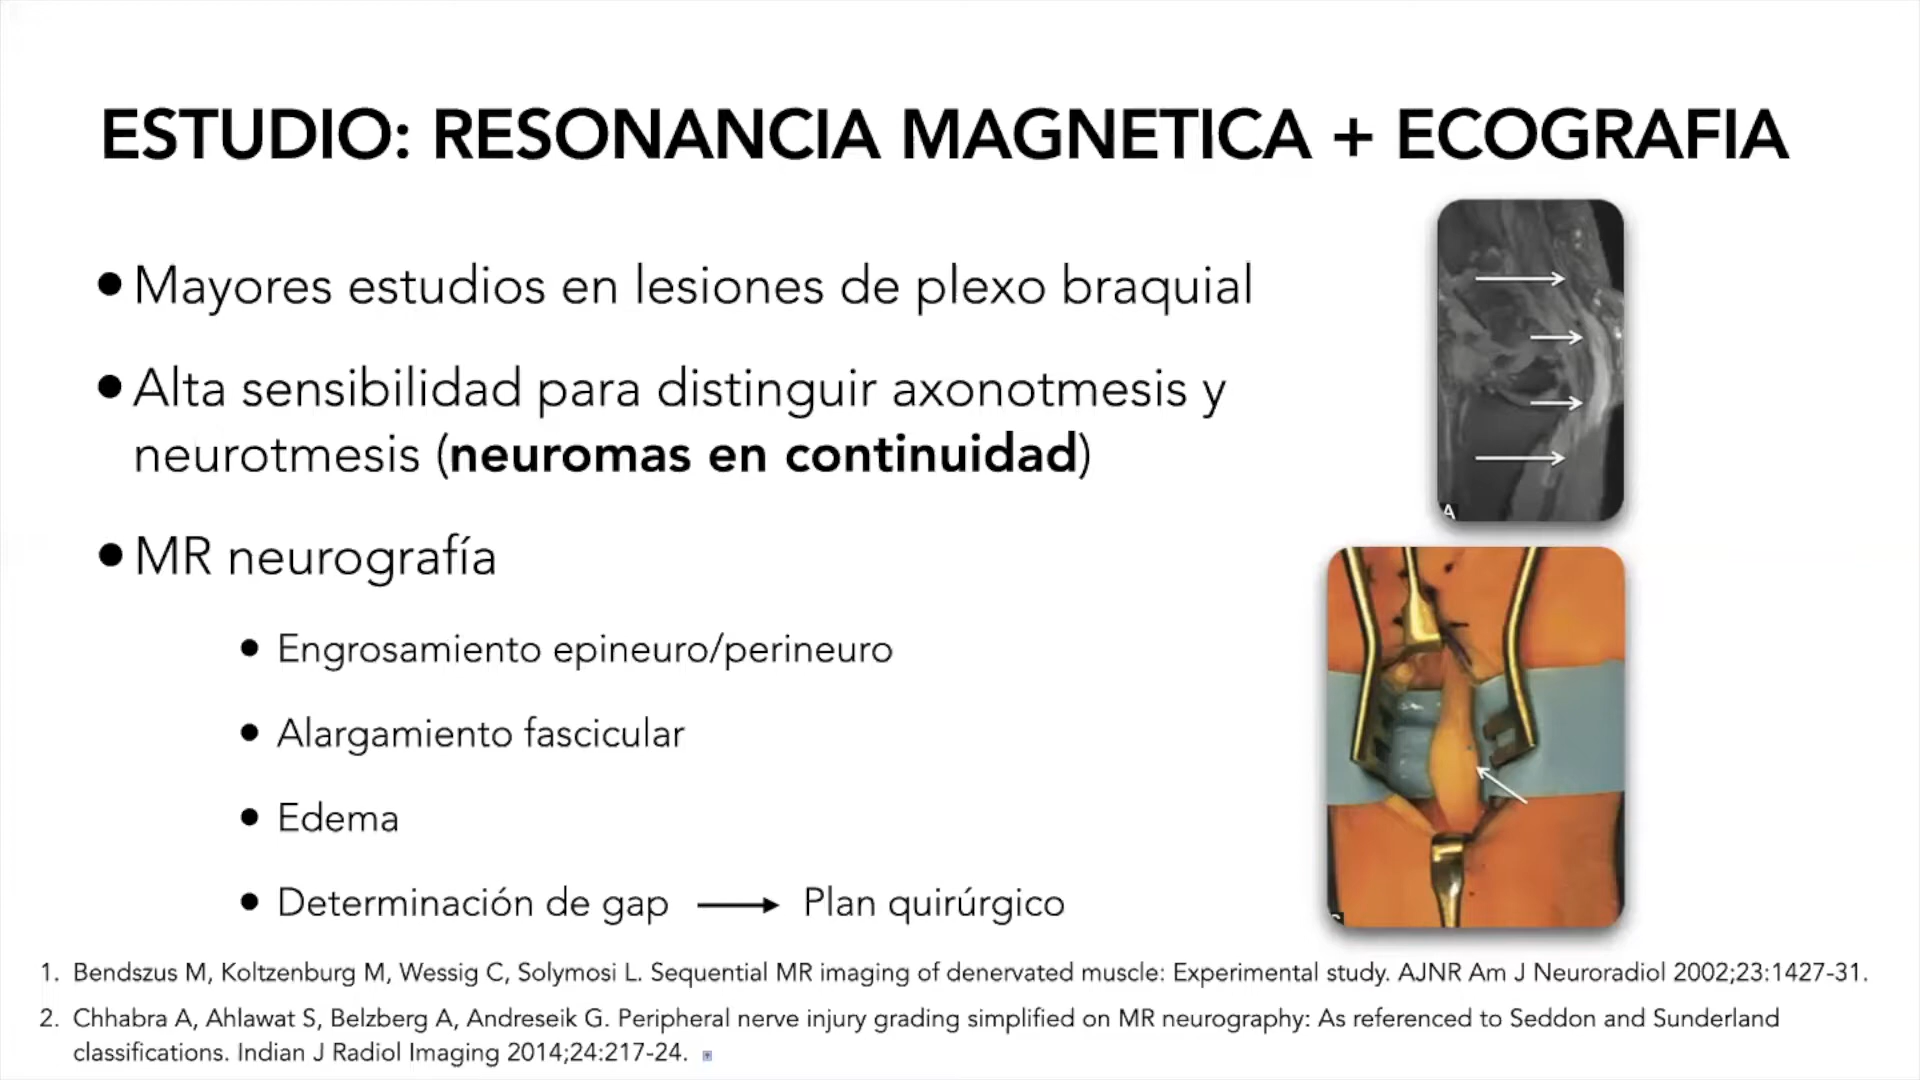 ESTUDIO: RESONANCIA MAGNETICA + ECOGRAFIA
• Mayores estudios en lesiones de plexo braquial
• Alta sensibilidad para distinguir axonotmesis y
neurotmesis (neuromas en continuidad)
• MR neurografía
• Engrosamiento epineuro/perineuro
• Alargamiento fascicular
• Edema
• Determinación de gap → Plan quirúrgico
A
1. Bendszus M, Koltzenburg M, Wessig C, Solymosi L. Sequential MR imaging of denervated muscle: Experimental study. AJNR Am J Neuroradiol 2002;23:1427-31.
2. Chhabra A, Ahlawat S, Belzberg A, Andreseik G. Peripheral nerve injury grading simplified on MR neurography: As referenced to Seddon and Sunderland
classifications. Indian J Radiol Imaging 2014;24:217-24.